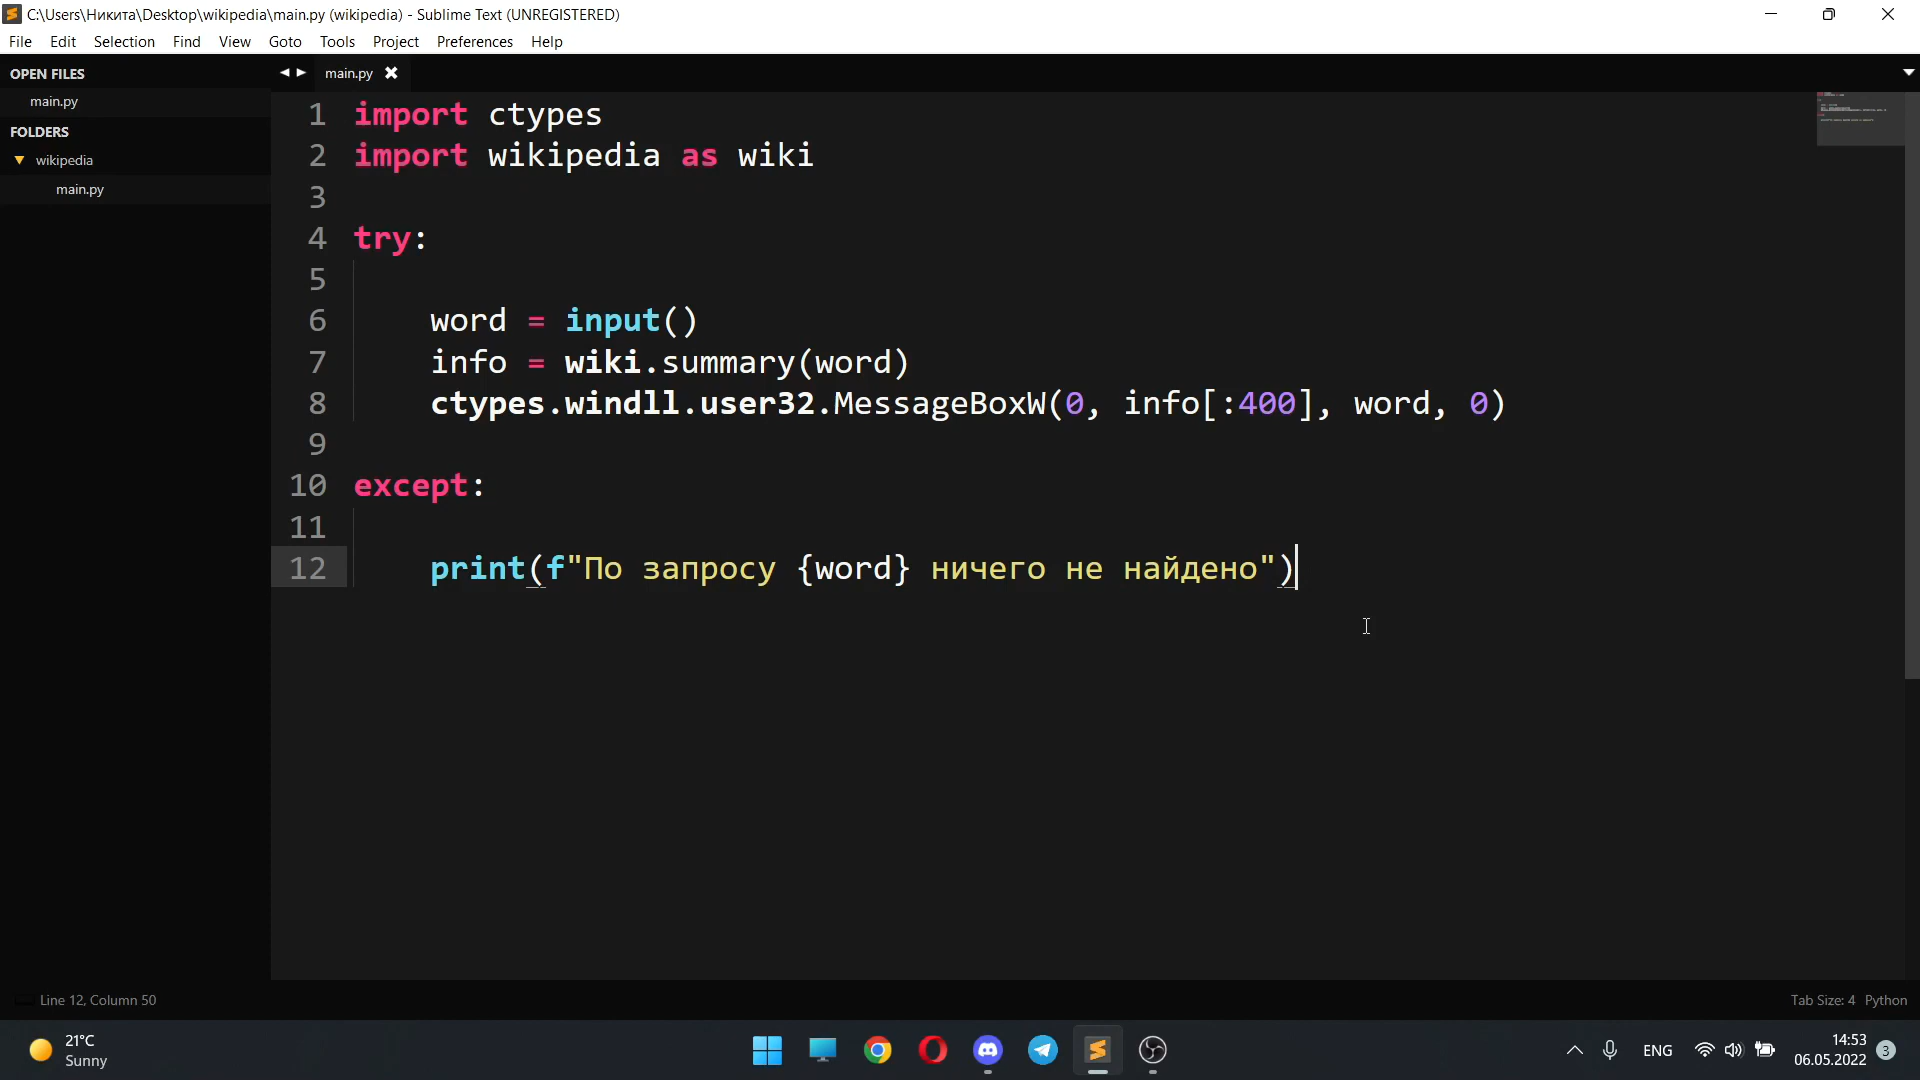 C:\Users\Никита\Desktop\wikipedia\main.py (wikipedia) - Sublime Text (UNREGISTERED)
File Edit Selection Find View Goto Tools Project Preferences Help
OPEN FILES
main.py
FOLDERS
wikipedia
main.py
main.py
1 import ctypes
2 import wikipedia as wiki
3
4 try:
5
6 word = input()
7 info = wiki.summary(word)
8 ctypes.windll.user32.MessageBoxW(0, info[:400], word, 0)
9
10 except:
11
12 print(f"По запросу {word} ничего не найдено")
Line 12, Column 50
Tab Size: 4 Python
21°C
Sunny
ENG
14:53
06.05.2022
3